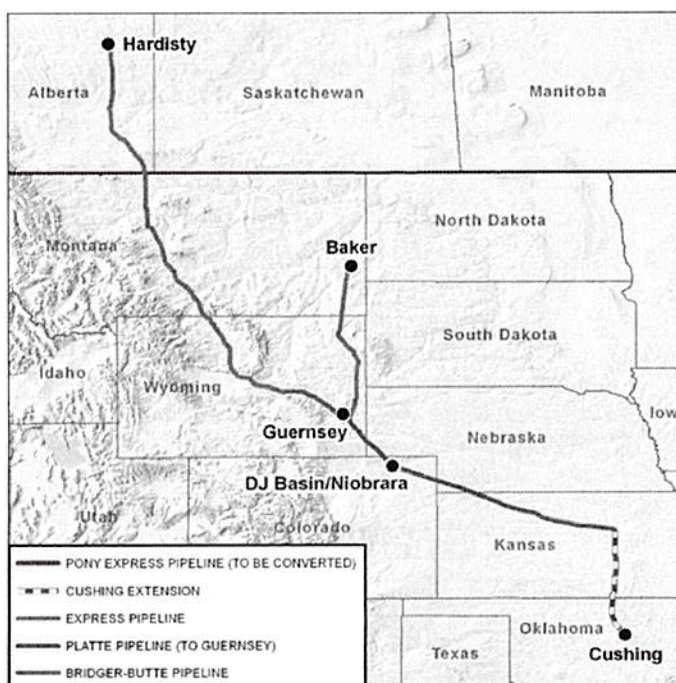 Hardisty
Alberta
Saskatchewan
Manitoba
North Dakota
Montana
Baker
South Dakota
Idaho
Wyoming
Iow
Guernsey
Nebraska
DJ Basin/Niobrara
Utah
Colorado
Kansas
PONY EXPRESS PIPELINE (TO BE CONVERTED)
CUSHING EXTENSION
EXPRESS PIPELINE
PLATTE PIPELINE (TO GUERNSEY)
BRIDGER-BUTTE PIPELINE
Oklahoma
Texas
Cushing